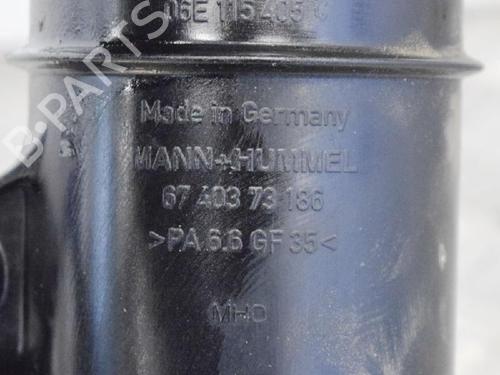 06E 115 405 C
Made in Germany
MANN+HUMMEL
67 403 73 186
>PA 6.6 GF 35<
MHO
B-PARTS